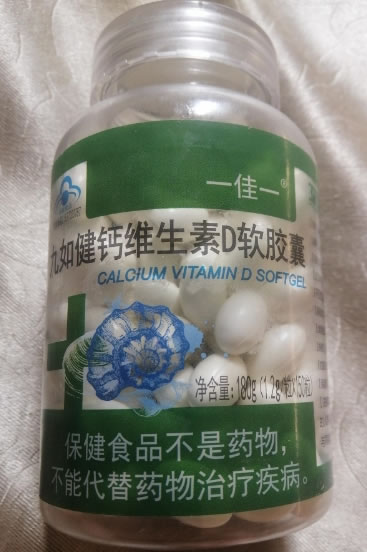 一佳一®
九如健钙维生素D软胶囊
CALCIUM VITAMIN D SOFTGEL
净含量:180g(1.2g/粒×150粒)
保健食品不是药物,
不能代替药物治疗疾病。